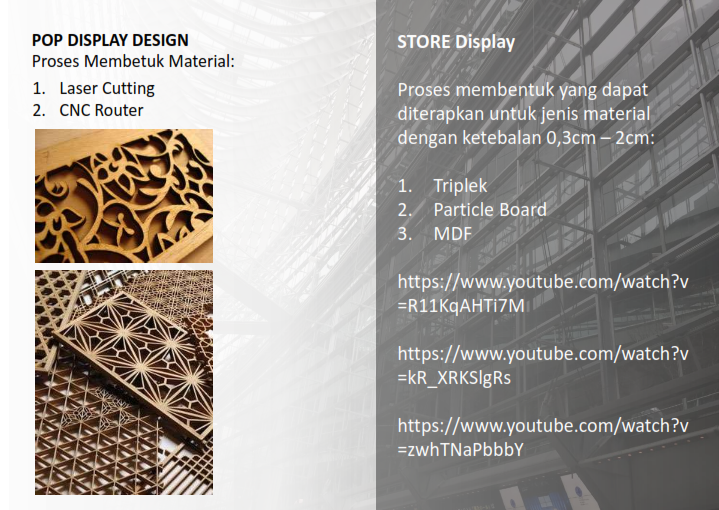 POP DISPLAY DESIGN
Proses Membetuk Material:
1. Laser Cutting
2. CNC Router
STORE Display
Proses membentuk yang dapat
diterapkan untuk jenis material
dengan ketebalan 0,3cm – 2cm:
1. Triplek
2. Particle Board
3. MDF
https://www.youtube.com/watch?v
=R11KqAHTi7M
https://www.youtube.com/watch?v
=kR_XRKSlgRs
https://www.youtube.com/watch?v
=zwhTNaPbbbY